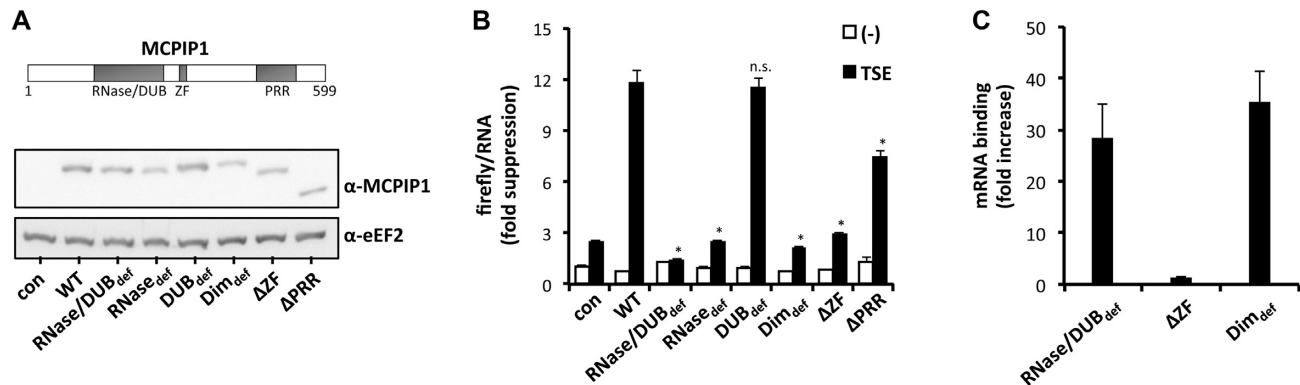 A
MCPIP1
1 RNase/DUB ZF PRR 599
α-MCPIP1
α-eEF2
con WT RNase/DUBdef RNasedef DUBdef Dimdef ΔZF ΔPRR
B
firefly/RNA
(fold suppression)
15
12
9
6
3
0
(-)
TSE
n.s.
*
*
*
*
*
con WT RNase/DUBdef RNasedef DUBdef Dimdef ΔZF ΔPRR
C
mRNA binding
(fold increase)
50
40
30
20
10
0
RNase/DUBdef ΔZF Dimdef